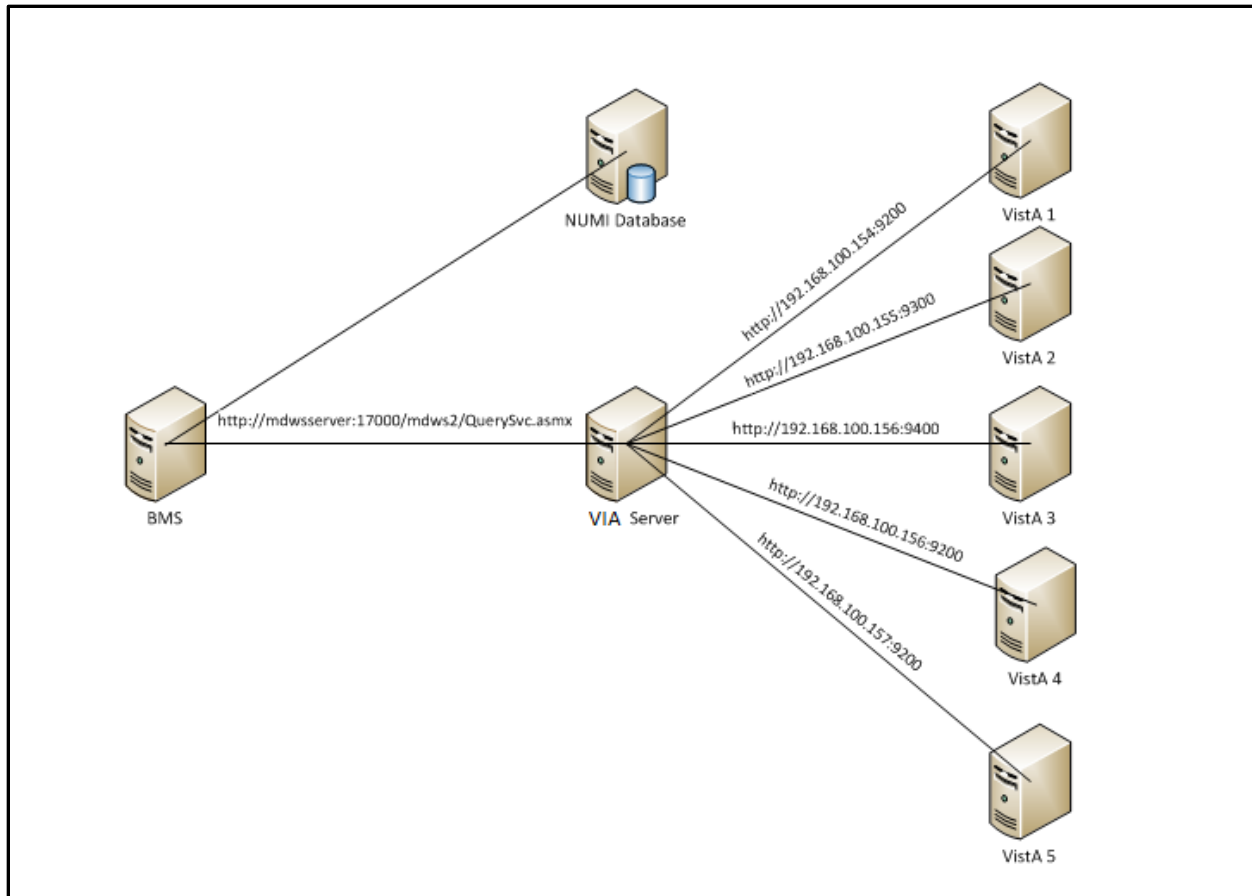 NUMI Database
VistA 1
http://192.168.100.154:9200
VistA 2
http://192.168.100.155:9300
http://mdwsserver:17000/mdws2/QuerySvc.asmx
http://192.168.100.156:9400
BMS
VIA Server
VistA 3
http://192.168.100.156:9200
VistA 4
http://192.168.100.157:9200
VistA 5